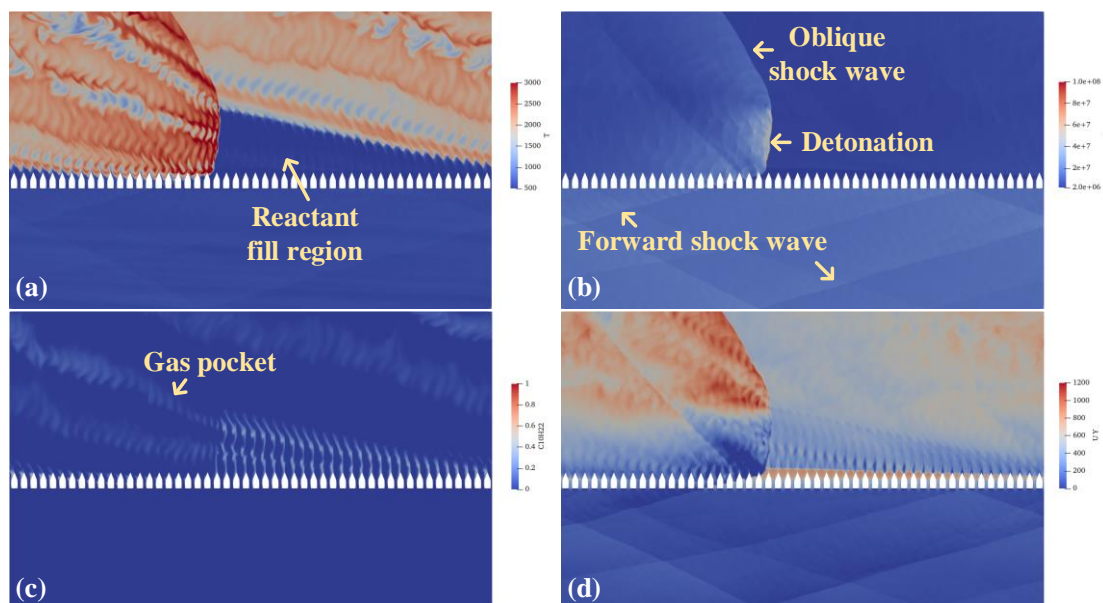 3000
2500
2000
1500
1000
500
T
Reactant
fill region
(a)
Oblique
shock wave
Detonation
Forward shock wave
(b)
1.0e+08
8e+7
6e+7
4e+7
2e+7
2.0e+06
Gas pocket
(c)
1
0.8
0.6
0.4
0.2
0
C10H22
(d)
1200
1000
800
600
400
200
0
U Y